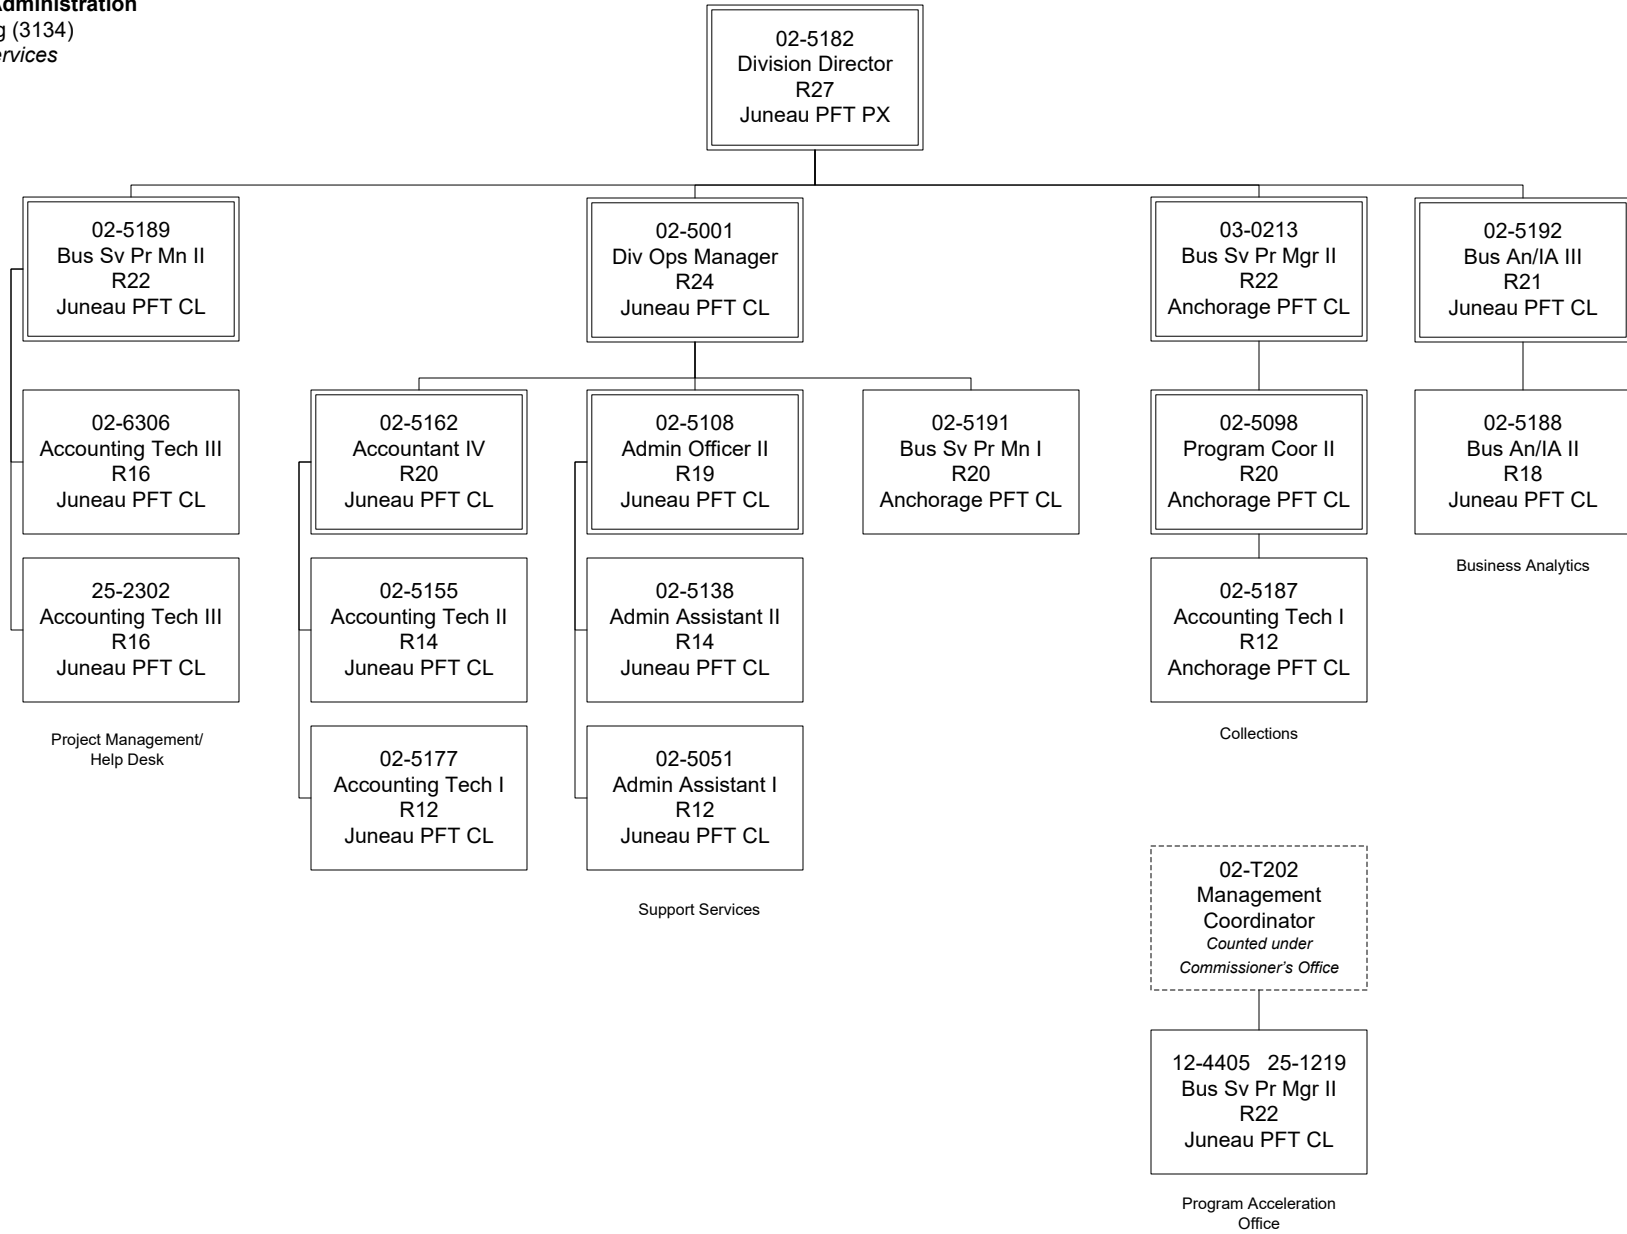 (3134)
02-5182
Division Director
R27
Juneau PFT PX
02-5189
Bus Sv Pr Mn II
R22
Juneau PFT CL
02-5001
Div Ops Manager
R24
Juneau PFT CL
03-0213
Bus Sv Pr Mgr II
R22
Anchorage PFT CL
02-5192
Bus An/IA III
R21
Juneau PFT CL
02-6306
Accounting Tech III
R16
Juneau PFT CL
02-5162
Accountant IV
R20
Juneau PFT CL
02-5108
Admin Officer II
R19
Juneau PFT CL
02-5191
Bus Sv Pr Mn I
R20
Anchorage PFT CL
02-5098
Program Coor II
R20
Anchorage PFT CL
02-5188
Bus An/IA II
R18
Juneau PFT CL
Business Analytics
25-2302
Accounting Tech III
R16
Juneau PFT CL
Project Management/
Help Desk
02-5155
Accounting Tech II
R14
Juneau PFT CL
02-5138
Admin Assistant II
R14
Juneau PFT CL
02-5187
Accounting Tech I
R12
Anchorage PFT CL
Collections
02-5177
Accounting Tech I
R12
Juneau PFT CL
02-5051
Admin Assistant I
R12
Juneau PFT CL
Support Services
02-T202
Management
Coordinator
Counted under
Commissioner’s Office
12-4405 25-1219
Bus Sv Pr Mgr II
R22
Juneau PFT CL
Program Acceleration
Office